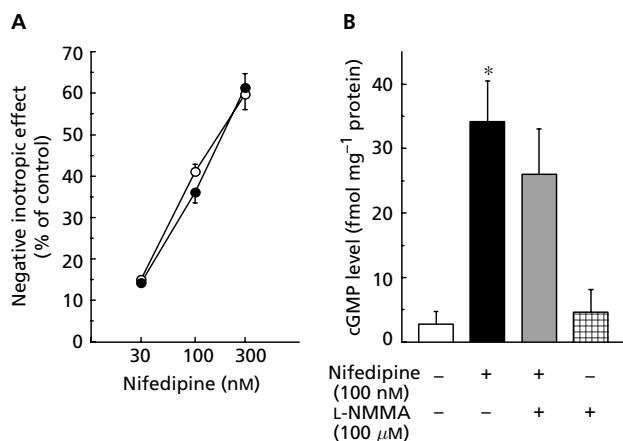 A
Negative inotropic effect
(% of control)
70
60
50
40
30
20
10
0
30 100 300
Nifedipine (nM)
B
cGMP level (fmol mg⁻¹ protein)
40
30
20
10
0
*
Nifedipine – + + –
(100 nM)
L-NMMA – – + +
(100 μM)